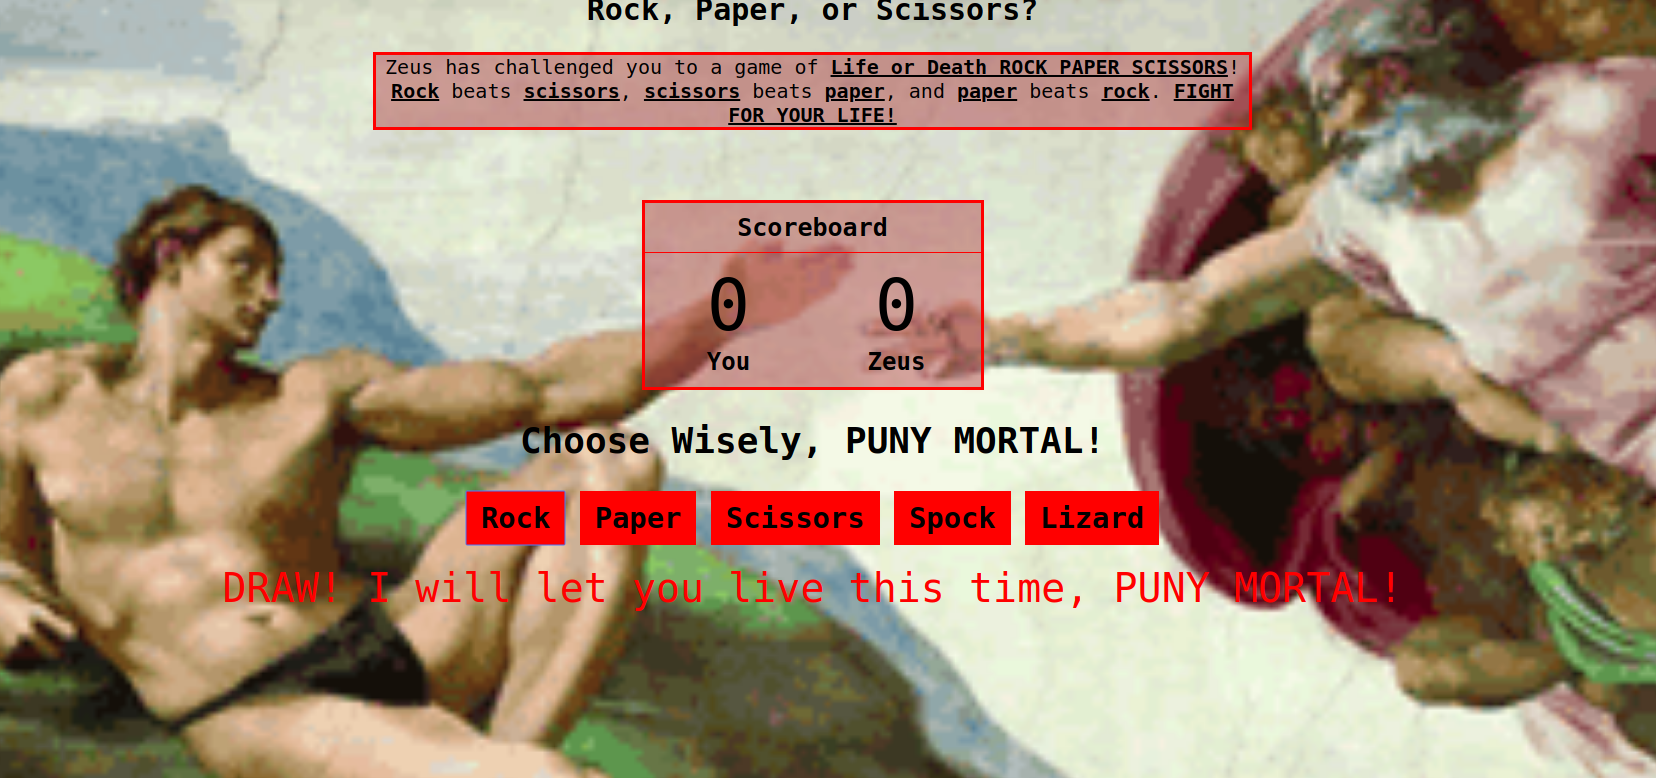 Rock, Paper, or Scissors?
Zeus has challenged you to a game of Life or Death ROCK PAPER SCISSORS!
Rock beats scissors, scissors beats paper, and paper beats rock. FIGHT
FOR YOUR LIFE!
Scoreboard
0 0
You Zeus
Choose Wisely, PUNY MORTAL!
Rock Paper Scissors Spock Lizard
DRAW! I will let you live this time, PUNY MORTAL!